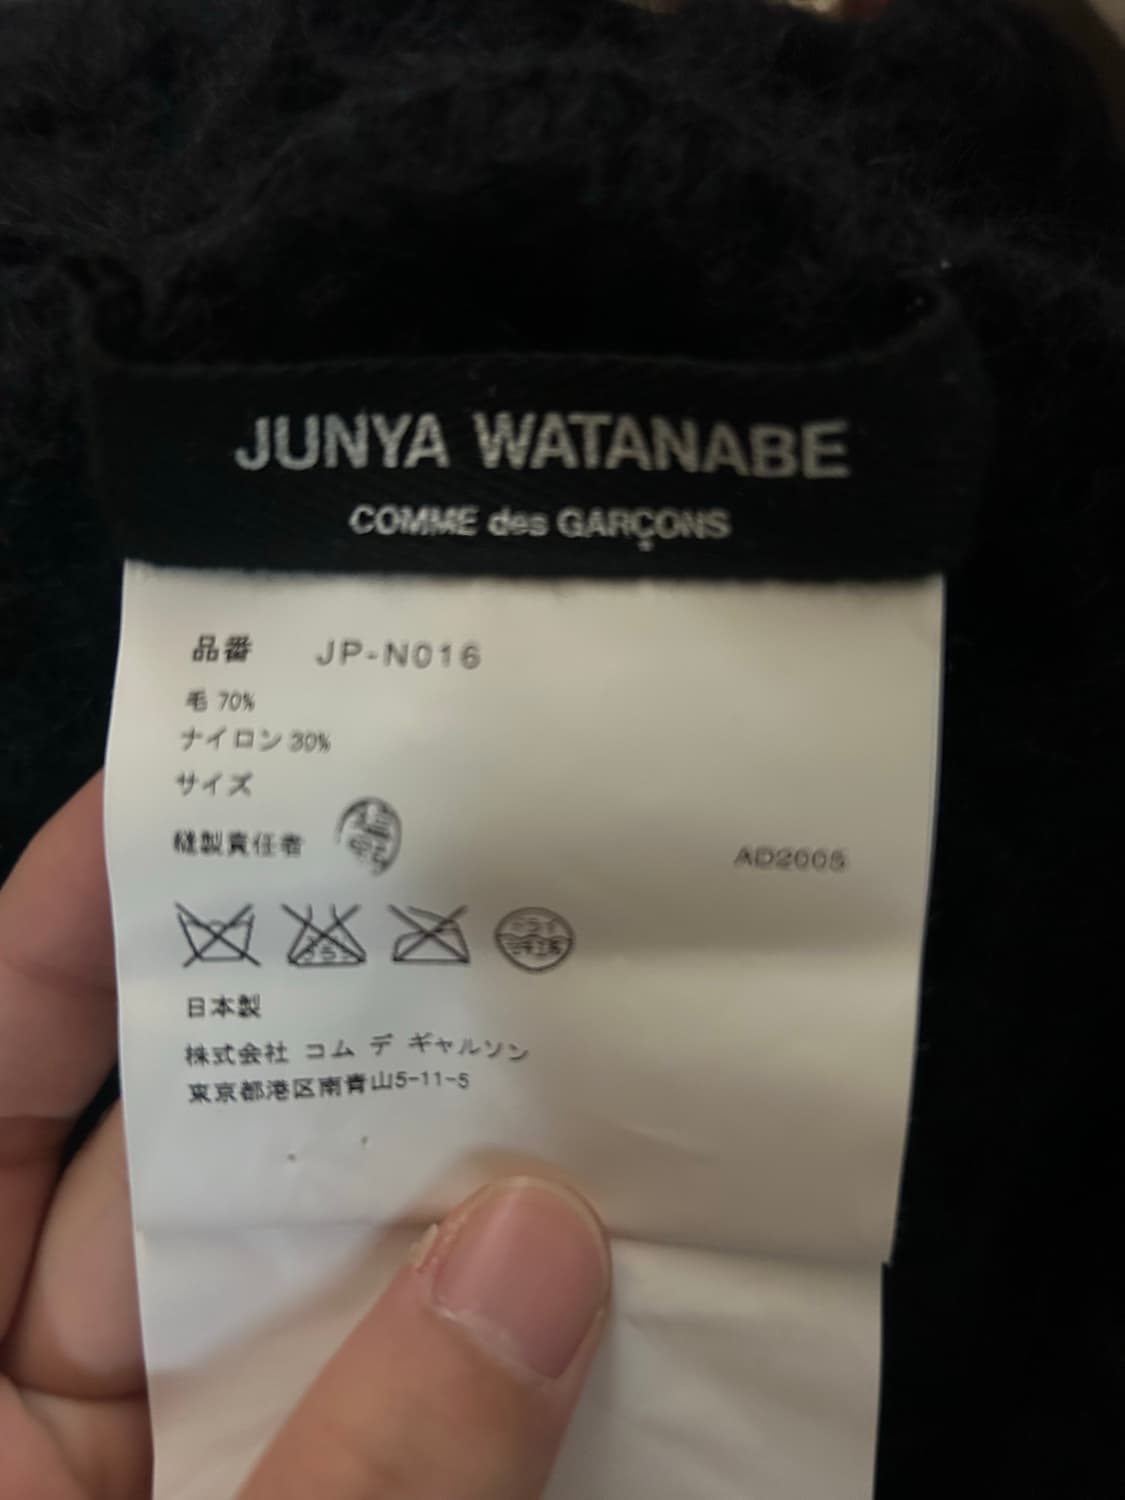 JUNYA WATANABE
COMME des GARÇONS
品番 JP-N016
毛 70%
ナイロン 30%
サイズ
縫製責任者
AD2005
日本製
株式会社 コム デ ギャルソン
東京都港区南青山5-11-5